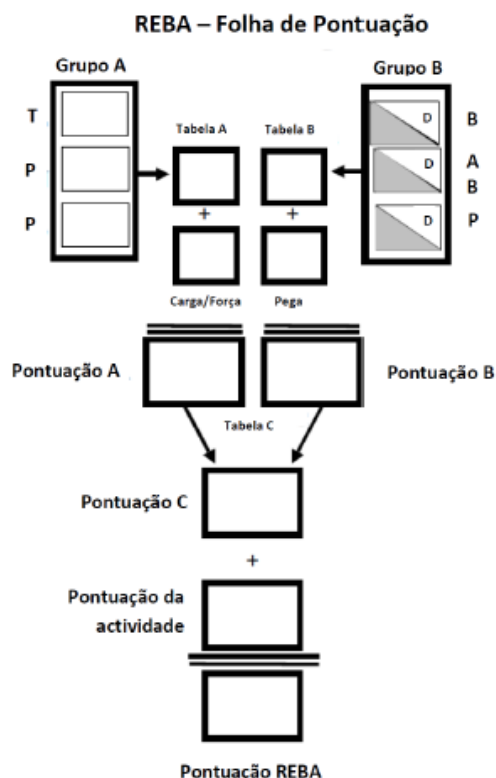 REBA – Folha de Pontuação
Grupo A
Grupo B
T
P
P
Tabela A
Tabela B
D
B
D
A
B
D
P
+
+
Carga/Força
Pega
Pontuação A
Pontuação B
Tabela C
Pontuação C
+
Pontuação da
actividade
Pontuação REBA